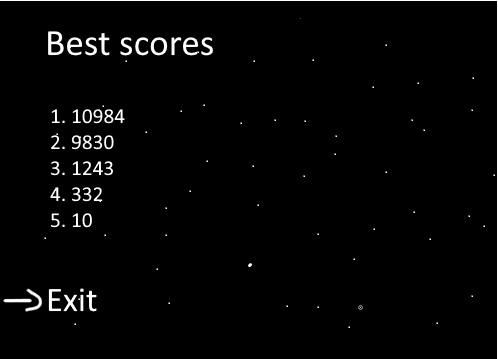 Best scores
1. 10984
2. 9830
3. 1243
4. 332
5. 10
Exit